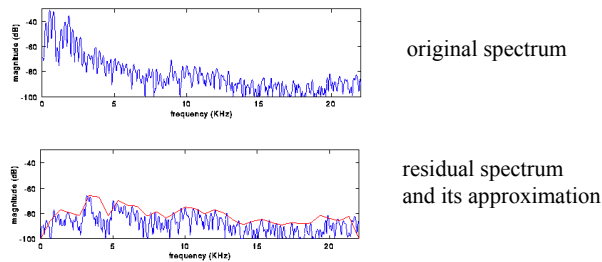 magnitude (dB)
-40
-60
-80
-100
0
5
10
15
20
frequency (KHz)
original spectrum
magnitude (dB)
-40
-60
-80
-100
0
5
10
15
20
frequency (KHz)
residual spectrum
and its approximation